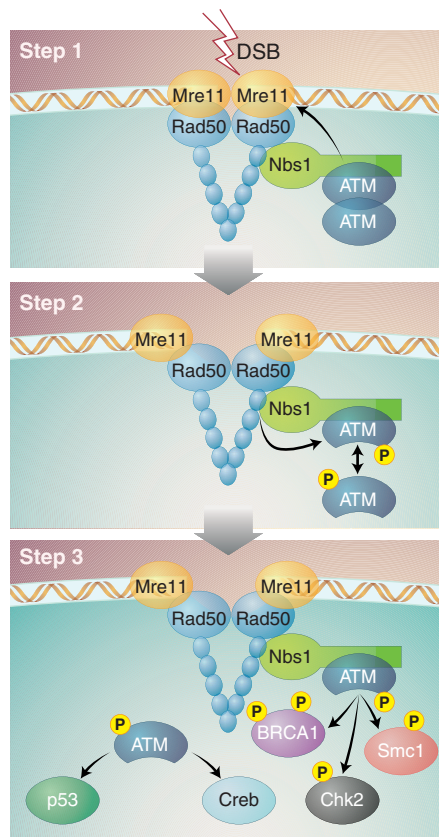 Step 1
DSB
Mre11 Mre11
Rad50 Rad50
Nbs1
ATM
ATM
Step 2
Mre11 Mre11
Rad50 Rad50
Nbs1
ATM
P
P
ATM
Step 3
Mre11 Mre11
Rad50 Rad50
Nbs1
ATM
P P P
P
BRCA1
P
ATM
Smc1
P
p53
Creb
Chk2